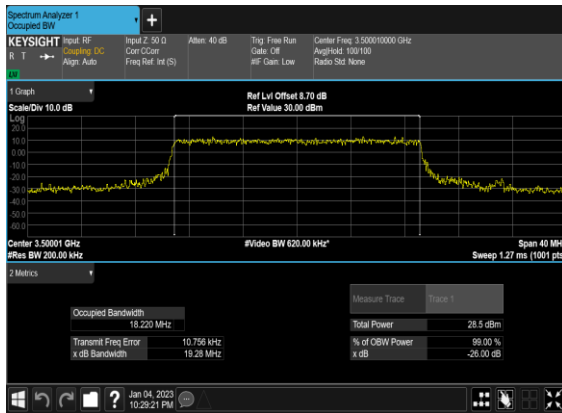 Spectrum Analyzer 1
Occupied BW
KEYSIGHT Input: RF Input Z: 50 Ω Atten: 40 dB Trig: Free Run Center Freq: 3.500010000 GHz
R T Coupling: DC Corr CCorr Gate: Off Avg|Hold: 100/100
Align: Auto Freq Ref: Int (S) #IF Gain: Low Radio Std: None
1 Graph Ref Lvl Offset 8.70 dB
Scale/Div 10.0 dB Ref Value 30.00 dBm
Log
20.0
10.0
0.00
-10.0
-20.0
-30.0
-40.0
-50.0
-60.0
Center 3.50001 GHz #Video BW 620.00 kHz* Span 40 MH
#Res BW 200.00 kHz Sweep 1.27 ms (1001 pts
2 Metrics
Measure Trace Trace 1
Occupied Bandwidth
18.220 MHz Total Power 28.5 dBm
Transmit Freq Error 10.756 kHz % of OBW Power 99.00 %
x dB Bandwidth 19.28 MHz x dB -26.00 dB
Jan 04, 2023
10:29:21 PM